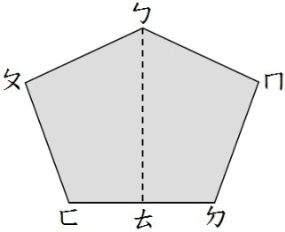 ㄅ
ㄆ ㄇ
ㄈ ㄊ ㄉ